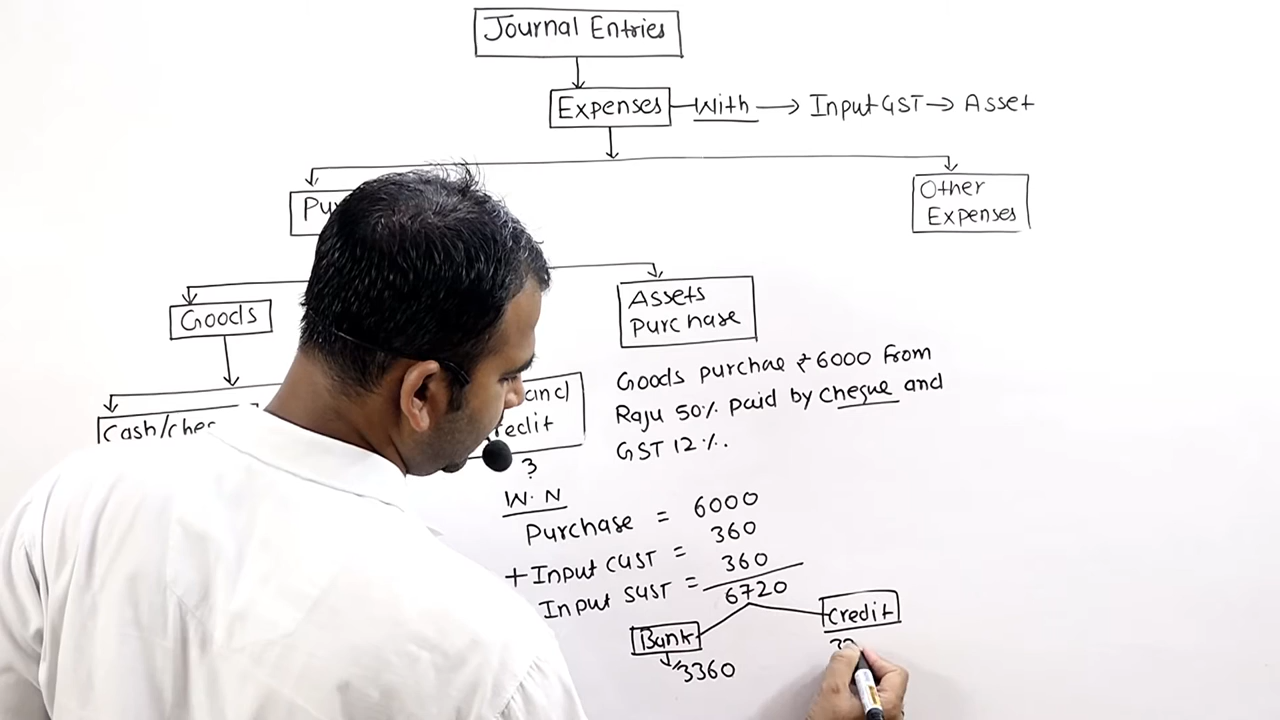 Journal Entries
Expenses With → Input GST → Asset
Other
Expenses
Goods
Assets
Purchase
Goods purchae ₹ 6000 From
Raju 50% paid by cheque and
GST 12%.
?
W.N
Purchase = 6000
+ Input CGST = 360
Input SGST = 360
6720
Bank
Credit
3360